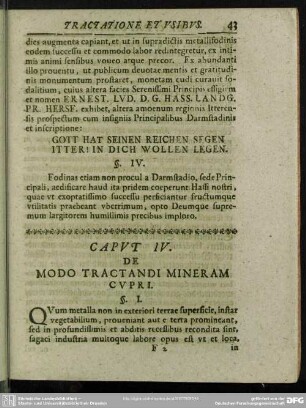 TRACTATIONE ET VSIBVS. 43
dies augmenta capiant, et ut in supradictis metallifodinis
eodem successu et commodo labor redintegretur, ex inti-
mis animi sensibus voveo atque precor. Ex abundanti
illo proventu, ut publicum devotae mentis et gratitudi-
nis monumentum prostaret, monetam cudi curavit so-
dalitium, cuius altera facies Serenissimi Principis effigiem
et nomen ERNEST. LVD. D. G. HASS. LANDG.
PR. HERSF. exhibet, altera amoenum regionis Itterens-
sis prospectum cum insignis Principalibus Darmstadinis
et inscriptione:
GOTT HAT SEINEN REICHEN SEGEN
ITTER! IN DICH WOLLEN LEGEN.
§. IV.
Fodinas etiam non procul a Darmstadio, sede Prin-
cipali, aedificare haud ita pridem coeperunt Hassi nostri,
quae vt exoptatissimo successu perficiantur fructumque
vtilitatis praebeant vberrimum, opto Deumque supre-
mum largitorem humillimis precibus imploro.
CAPVT IV.
DE
MODO TRACTANDI MINERAM
CVPRI.
§. I.
QVum metalla non in exteriori terrae superficie, instar
vegetabilium, proveniant aut e terra promineant,
sed in profundissimis et abditis recessibus recondita sint,
sagaci industria multoque labore opus est vt et loca,
F 2 in